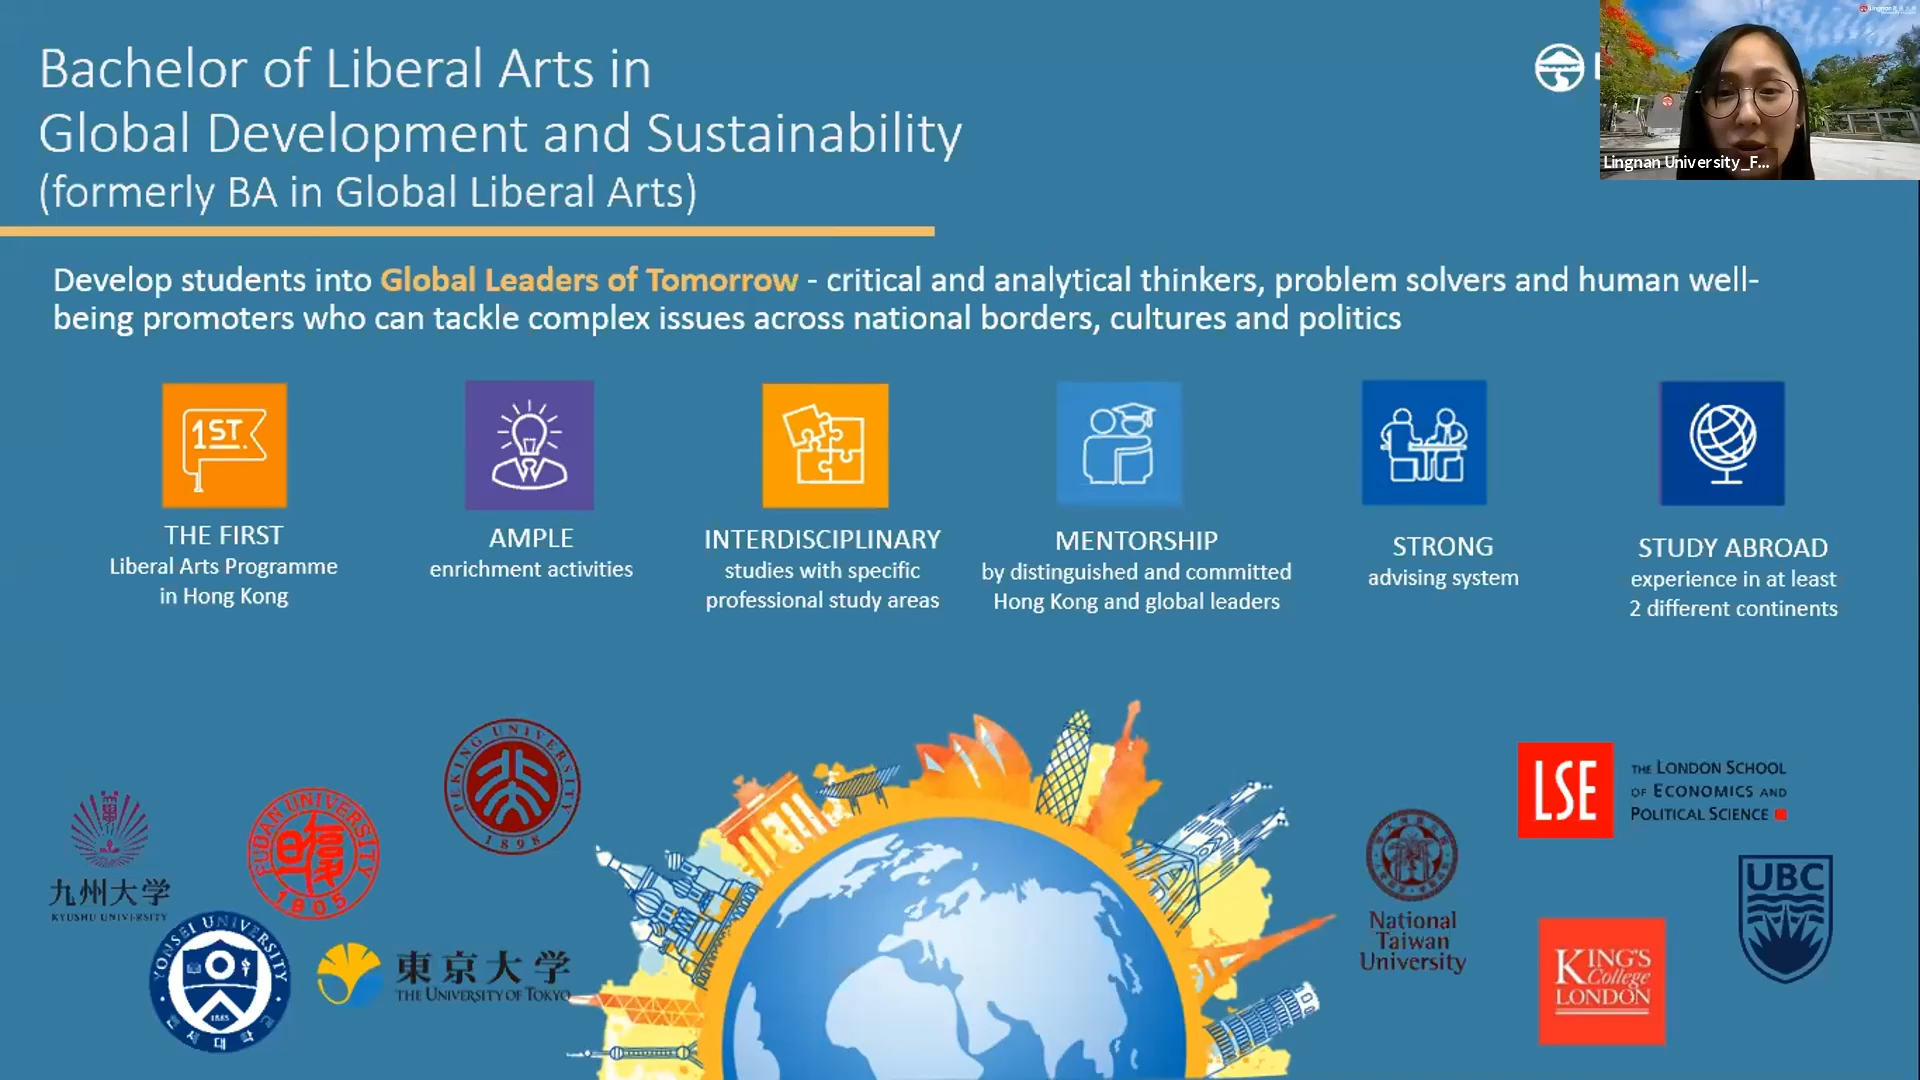 Bachelor of Liberal Arts in
Global Development and Sustainability
(formerly BA in Global Liberal Arts)
Lingnan University_F...
Develop students into Global Leaders of Tomorrow - critical and analytical thinkers, problem solvers and human well-
being promoters who can tackle complex issues across national borders, cultures and politics
1ST.
THE FIRST
Liberal Arts Programme
in Hong Kong
AMPLE
enrichment activities
INTERDISCIPLINARY
studies with specific
professional study areas
MENTORSHIP
by distinguished and committed
Hong Kong and global leaders
STRONG
advising system
STUDY ABROAD
experience in at least
2 different continents
九州大学
KYUSHU UNIVERSITY
FUDAN UNIVERSITY
1905
PEKING UNIVERSITY
1898
YONSEI UNIVERSITY
1885
東京大学
THE UNIVERSITY OF TOKYO
National
Taiwan
University
LSE
THE LONDON SCHOOL
OF ECONOMICS AND
POLITICAL SCIENCE
KING'S
College
LONDON
UBC